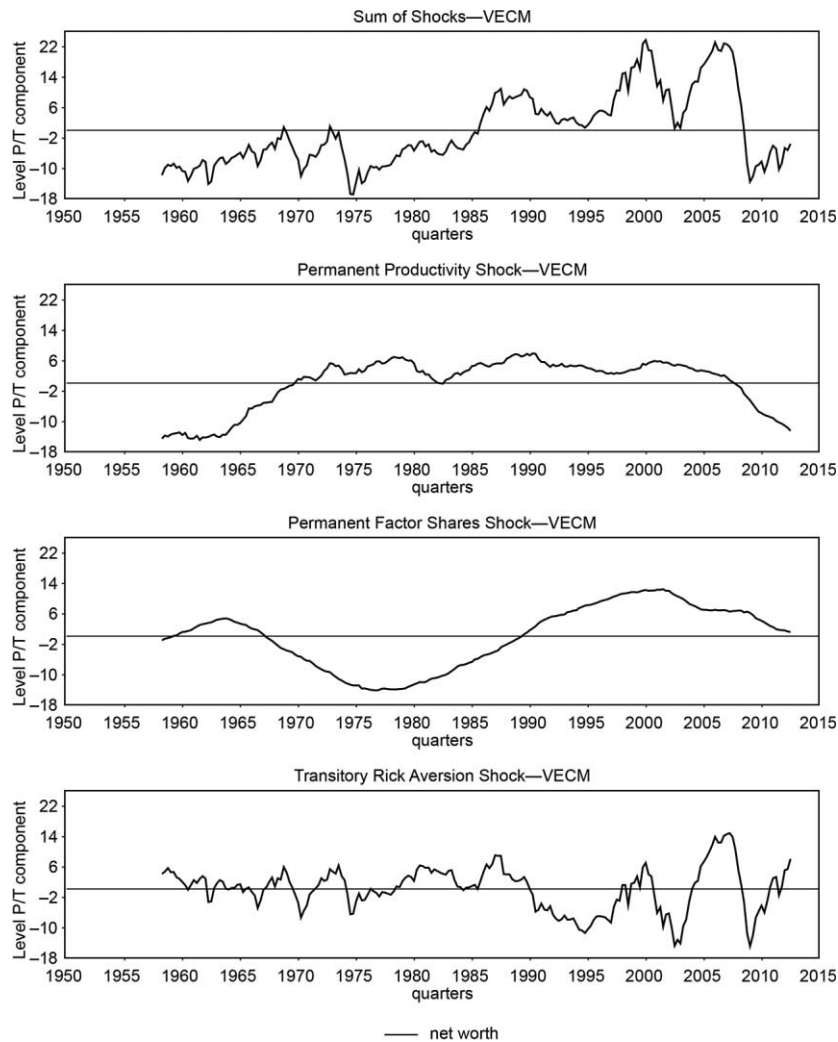 Sum of Shocks—VECM
Level P/T component
22
14
6
–2
–10
–18
1950 1955 1960 1965 1970 1975 1980 1985 1990 1995 2000 2005 2010 2015
quarters
Permanent Productivity Shock—VECM
Level P/T component
22
14
6
–2
–10
–18
1950 1955 1960 1965 1970 1975 1980 1985 1990 1995 2000 2005 2010 2015
quarters
Permanent Factor Shares Shock—VECM
Level P/T component
22
14
6
–2
–10
–18
1950 1955 1960 1965 1970 1975 1980 1985 1990 1995 2000 2005 2010 2015
quarters
Transitory Rick Aversion Shock—VECM
Level P/T component
22
14
6
–2
–10
–18
1950 1955 1960 1965 1970 1975 1980 1985 1990 1995 2000 2005 2010 2015
quarters
net worth